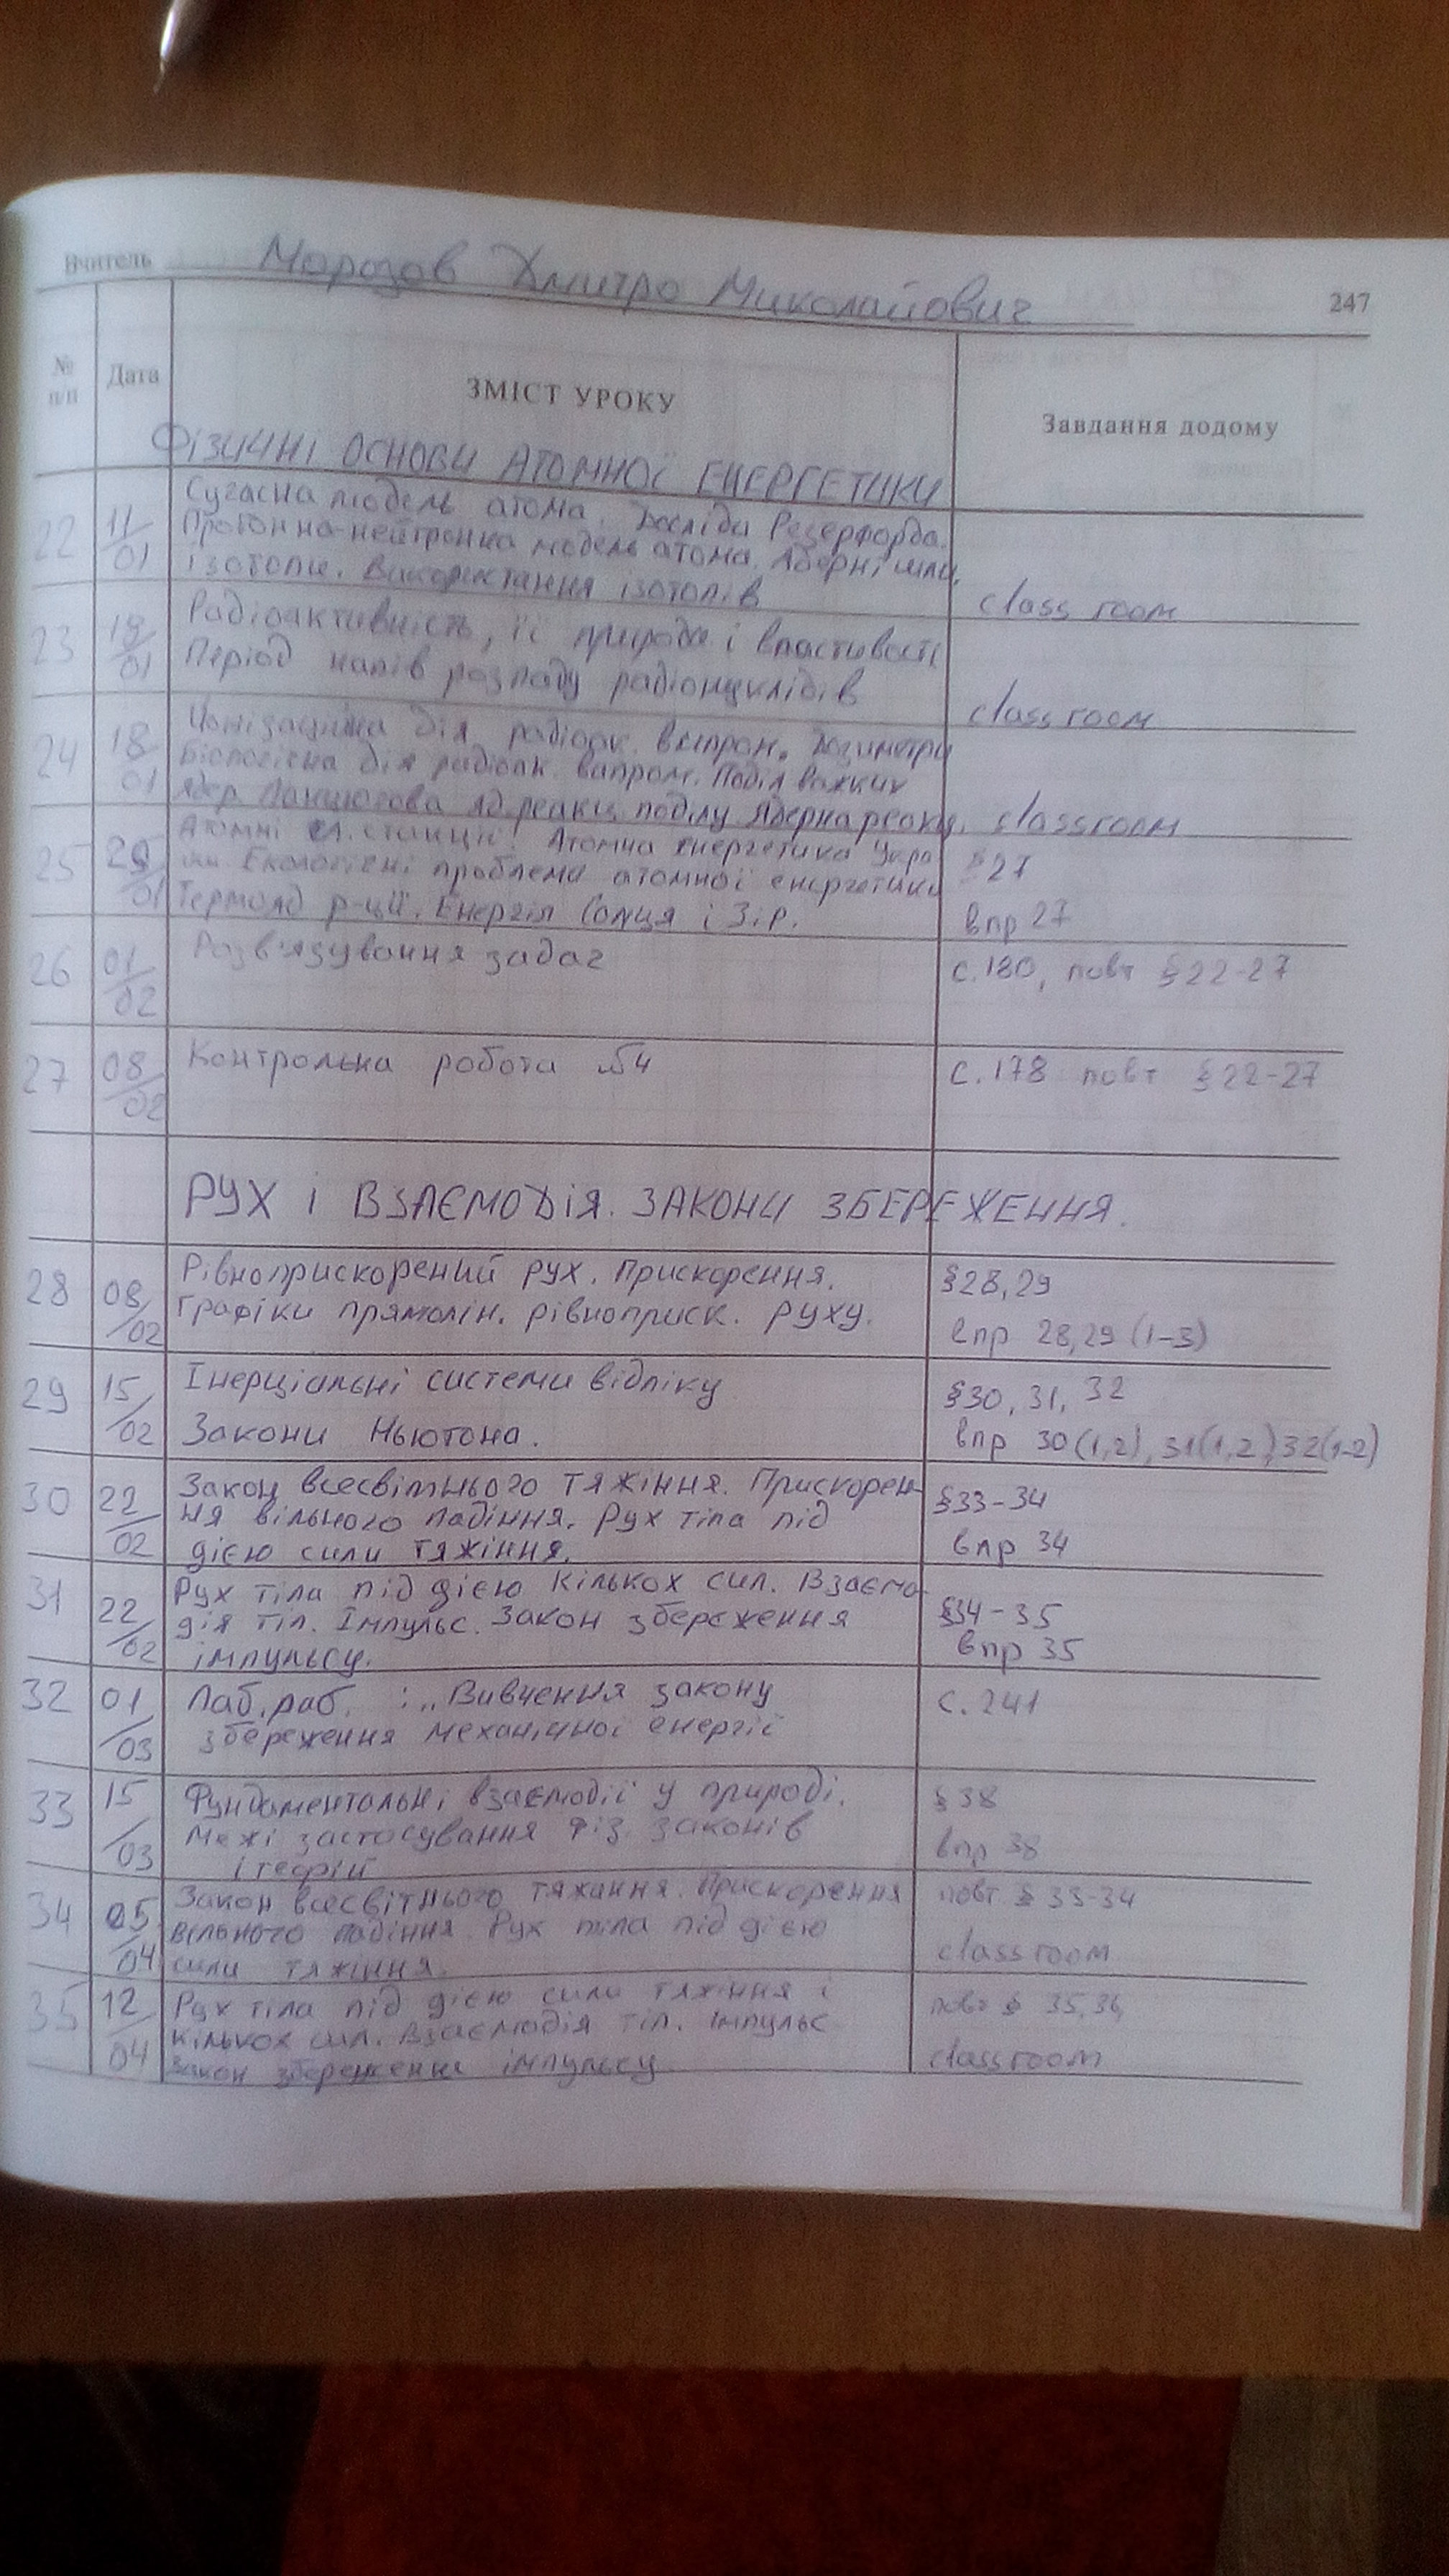 Вчитель Морозов Дмитро Миколайович
247
№ п/п
Дата
ЗМІСТ УРОКУ
Завдання додому
ФІЗИЧНІ ОСНОВИ АТОМНОЇ ЕНЕРГЕТИКИ
22 11/01 Сучасна модель атома. Досліди Резерфорда.
Протонно-нейтронна модель атома. Ядерні сили.
ізотопи. Використання ізотопів class room
23 18/01 Радіоактивність, її природа і властивості
Період напів розпаду радіонуклідів class room
24 18/01 Йонізаційна дія радіоак. випром. Дозиметри
Біологічна дія радіоак. випром. Поділ важких
ядер Ланцюгова яд. реакц. поділу Ядерна реакц. classroom
25 01 Атомні ел. станції. Атомна енергетика Укра
їни Екологічні проблеми атомної енергетики §27
Термояд р-ції. Енергія Сонця і Зір. впр 27
26 01/02 Розв'язування задач с. 180, повт §22-27
27 08/02 Контрольна робота №4 с. 178 повт §22-27
РУХ І ВЗАЄМОДІЯ. ЗАКОНИ ЗБЕРЕЖЕННЯ.
28 08/02 Рівноприскорений рух. Прискорення. §28,29
Графіки прямолін. рівноприск. руху. впр 28,29 (1-3)
29 15/02 Інерціальні системи відліку §30, 31, 32
Закони Ньютона. впр 30(1,2), 31(1,2), 32(1-2)
30 22/02 Закон всесвітнього тяжіння. Прискорен- §33-34
ня вільного падіння. Рух тіла під
дією сили тяжіння. впр 34
31 22/02 Рух тіла під дією кількох сил. Взаємо-
дія тіл. Імпульс. Закон збереження §34-35
імпульсу. впр 35
32 01/03 Лаб. раб. : „Вивчення закону с. 241
збереження механічної енергії
33 15/03 Фундаментальні взаємодії у природі. §38
Межі застосування фіз. законів впр 38
і теорій
34 05/04 Закон всесвітнього тяжання. Прискорення повт § 33-34
вільного падіння. Рух тіла під дією
сили тяжіння. classroom
35 12/04 Рух тіла під дією сили тяжіння і повт § 35,36,
кількох сил. Взаємодія тіл. Імпульс
Закон збереження імпульсу classroom